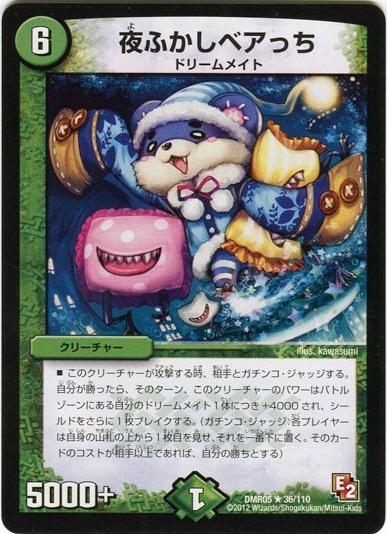 6
夜ふかしベアっち
ドリームメイト
クリーチャー
illus. kawasumi
■ このクリーチャーが攻撃する時、相手とガチンコ・ジャッジする。
自分が勝ったら、そのターン、このクリーチャーのパワーはバトル
ゾーンにある自分のドリームメイト1体につき+4000 され、シー
ルドをさらに1枚ブレイクする。(ガチンコ・ジャッジ:各プレイヤー
は自身の山札の上から1枚目を見せ、それを一番下に置く。そのカー
ドのコストが相手以上であれば、自分の勝ちとする)
5000+
1
DMR05 ★ 36/110
©2012 Wizards/Shogakukan/Mitsui-Kids
E2